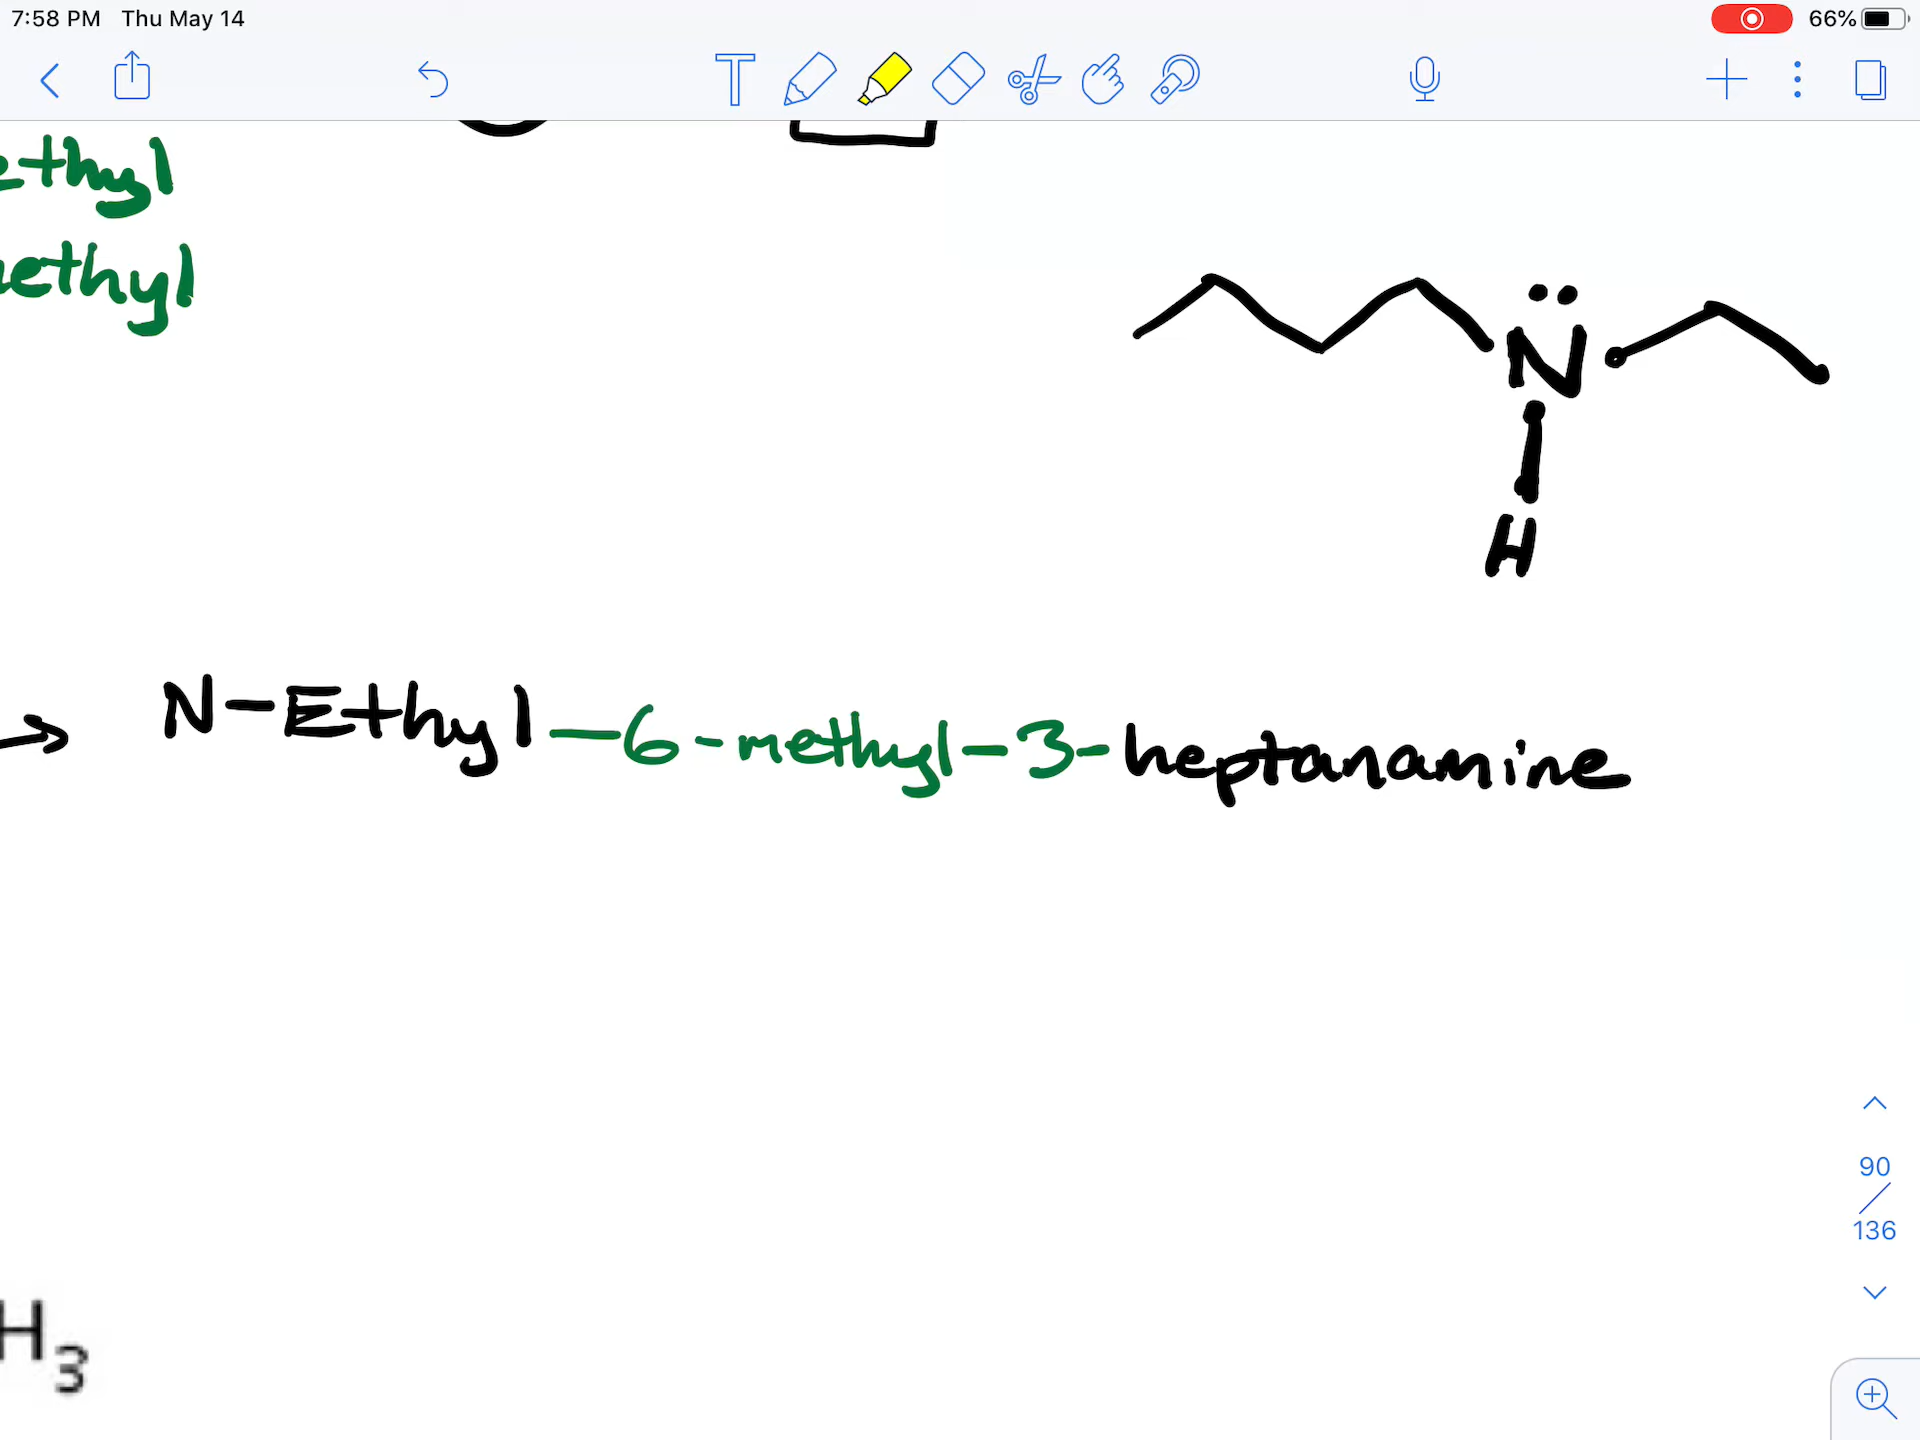 7:58 PM Thu May 14
66%
ethyl
ethyl
N
H
N-Ethyl-6-methyl-3-heptanamine
90
136
H3